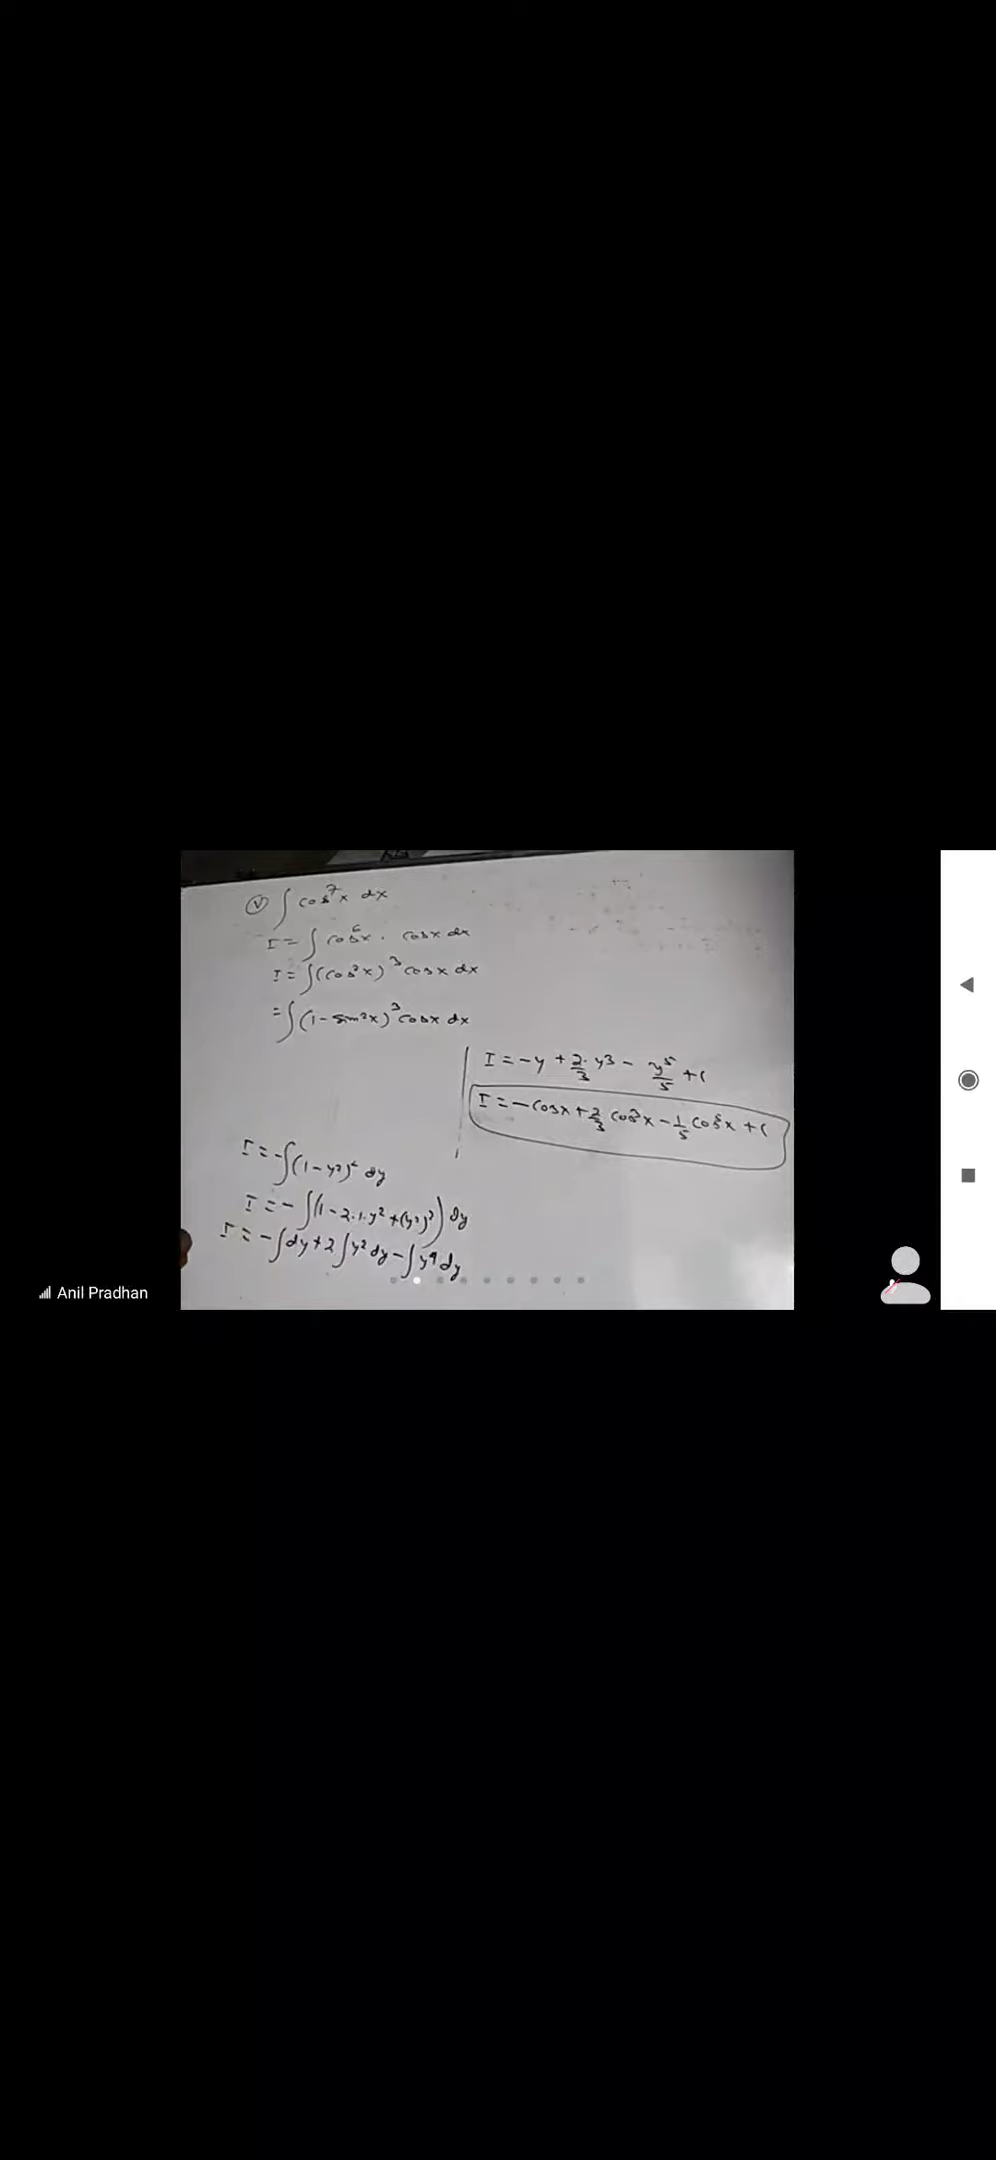 (V) ∫ cos⁷x dx
I = ∫ cos⁶x · cosx dx
I = ∫(cos²x)³ cosx dx
= ∫(1 - sin²x)³ cosx dx
I = -∫(1 - y²)² dy
I = -∫(1 - 2·1·y² + (y²)²) dy
I = -∫dy + 2∫y² dy - ∫y⁴ dy
I = -y + 2/3 · y³ - y⁵/5 + C
I = -cosx + 2/3 cos³x - 1/5 cos⁵x + C
Anil Pradhan